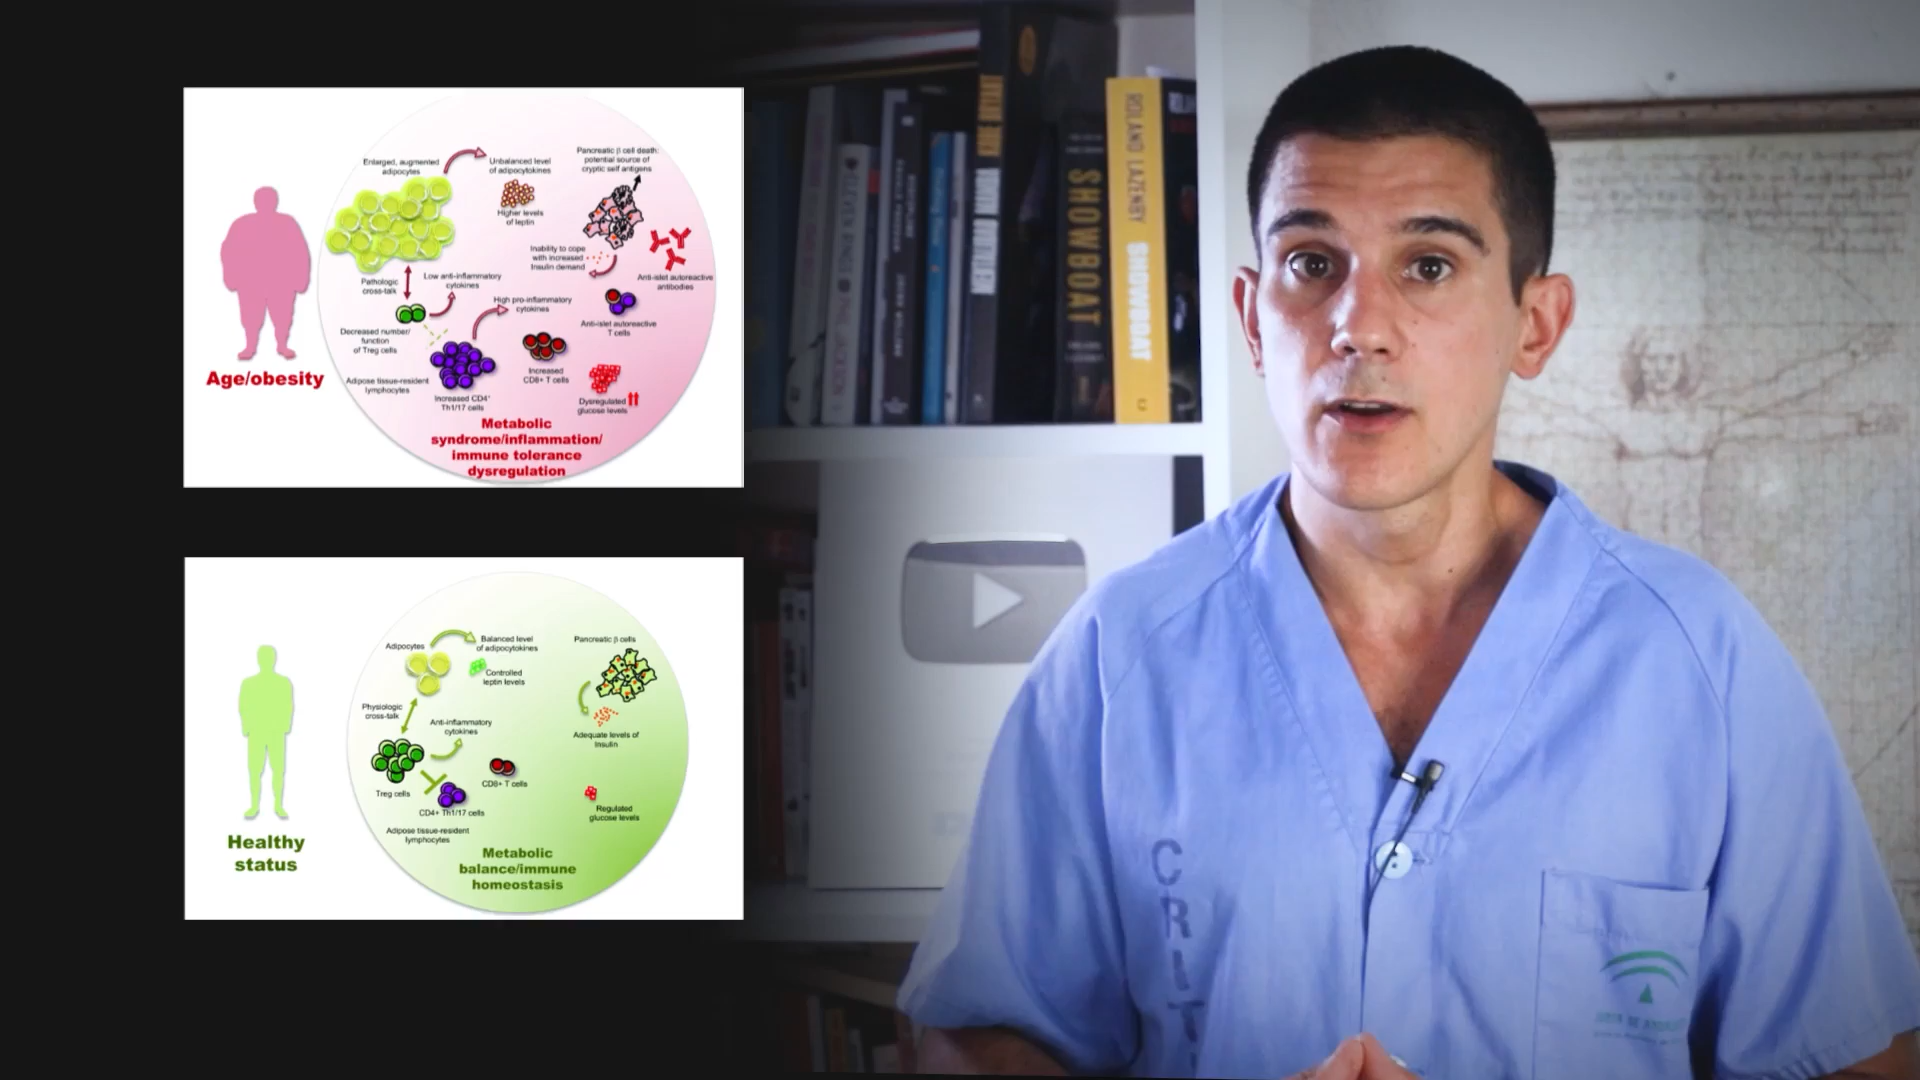 Enlarged, augmented
adipocytes
Unbalanced level
of adipocytokines
Higher levels
of leptin
Pancreatic β cell death:
potential source of
cryptic self antigens
Inability to cope
with increased
Insulin demand
Anti-islet autoreactive
antibodies
Pathologic
cross-talk
Low anti-inflammatory
cytokines
High pro-inflammatory
cytokines
Anti-islet autoreactive
T cells
Decreased number/
function
of Treg cells
Adipose tissue-resident
lymphocytes
Increased CD4⁺
Th1/17 cells
Increased
CD8+ T cells
Dysregulated
glucose levels
Age/obesity
Metabolic
syndrome/inflammation/
immune tolerance
dysregulation
Adipocytes
Balanced level
of adipocytokines
Controlled
leptin levels
Pancreatic β cells
Physiologic
cross-talk
Anti-inflammatory
cytokines
Adequate levels of
Insulin
Treg cells
CD8+ T cells
CD4+ Th1/17 cells
Adipose tissue-resident
lymphocytes
Regulated
glucose levels
Healthy
status
Metabolic
balance/immune
homeostasis
SHOWBOAT
ROLAND LAZENBY
SHOWBOAT
CRIT